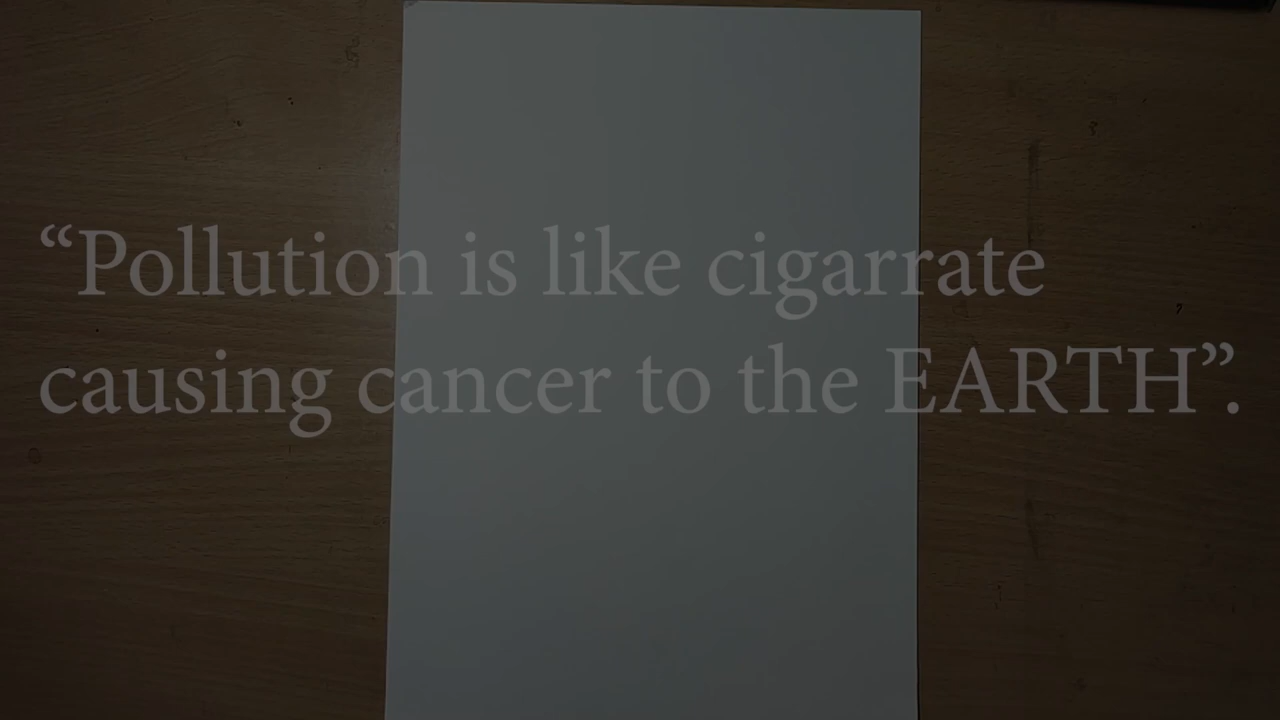 “Pollution is like cigarrate
causing cancer to the EARTH”.